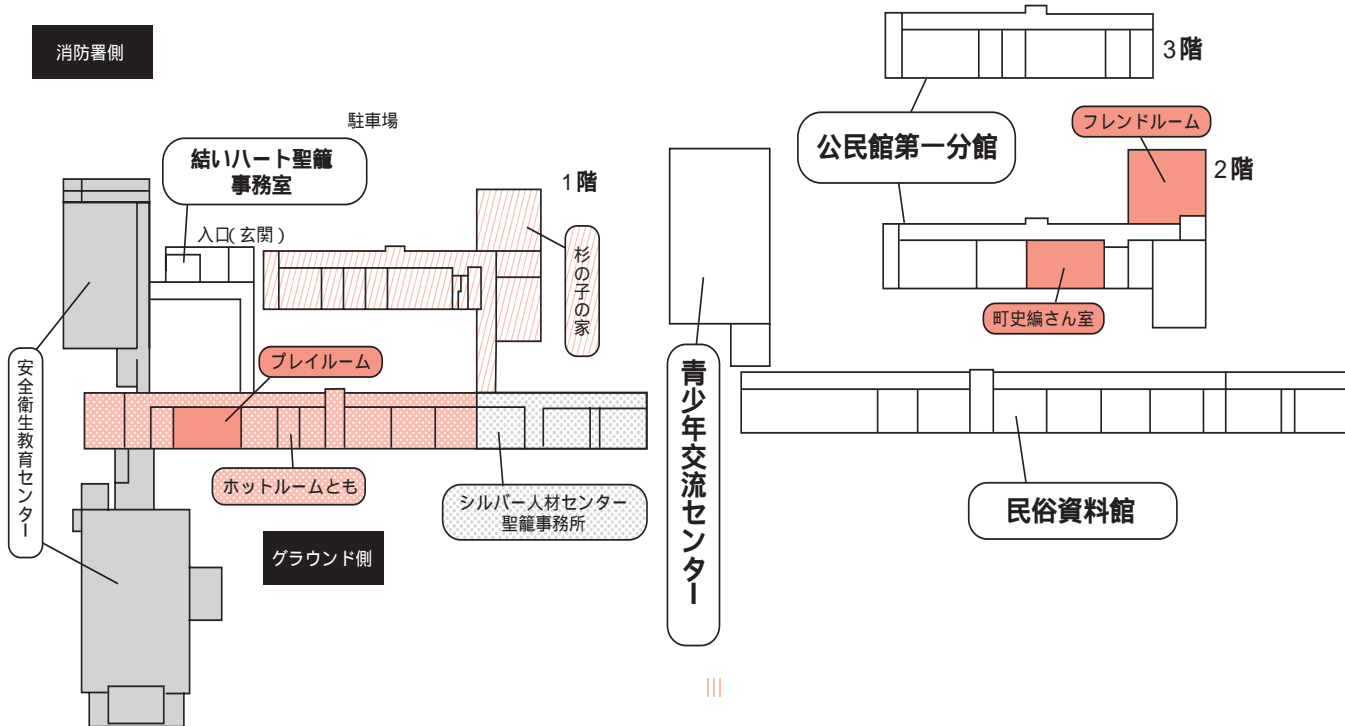 消防署側
駐車場
結いハート聖籠
事務室
入口(玄関)
1階
杉の子の家
プレイルーム
安全衛生教育センター
ホットルームとも
シルバー人材センター
聖籠事務所
グラウンド側
3階
公民館第一分館
フレンドルーム
2階
町史編さん室
青少年交流センター
民俗資料館